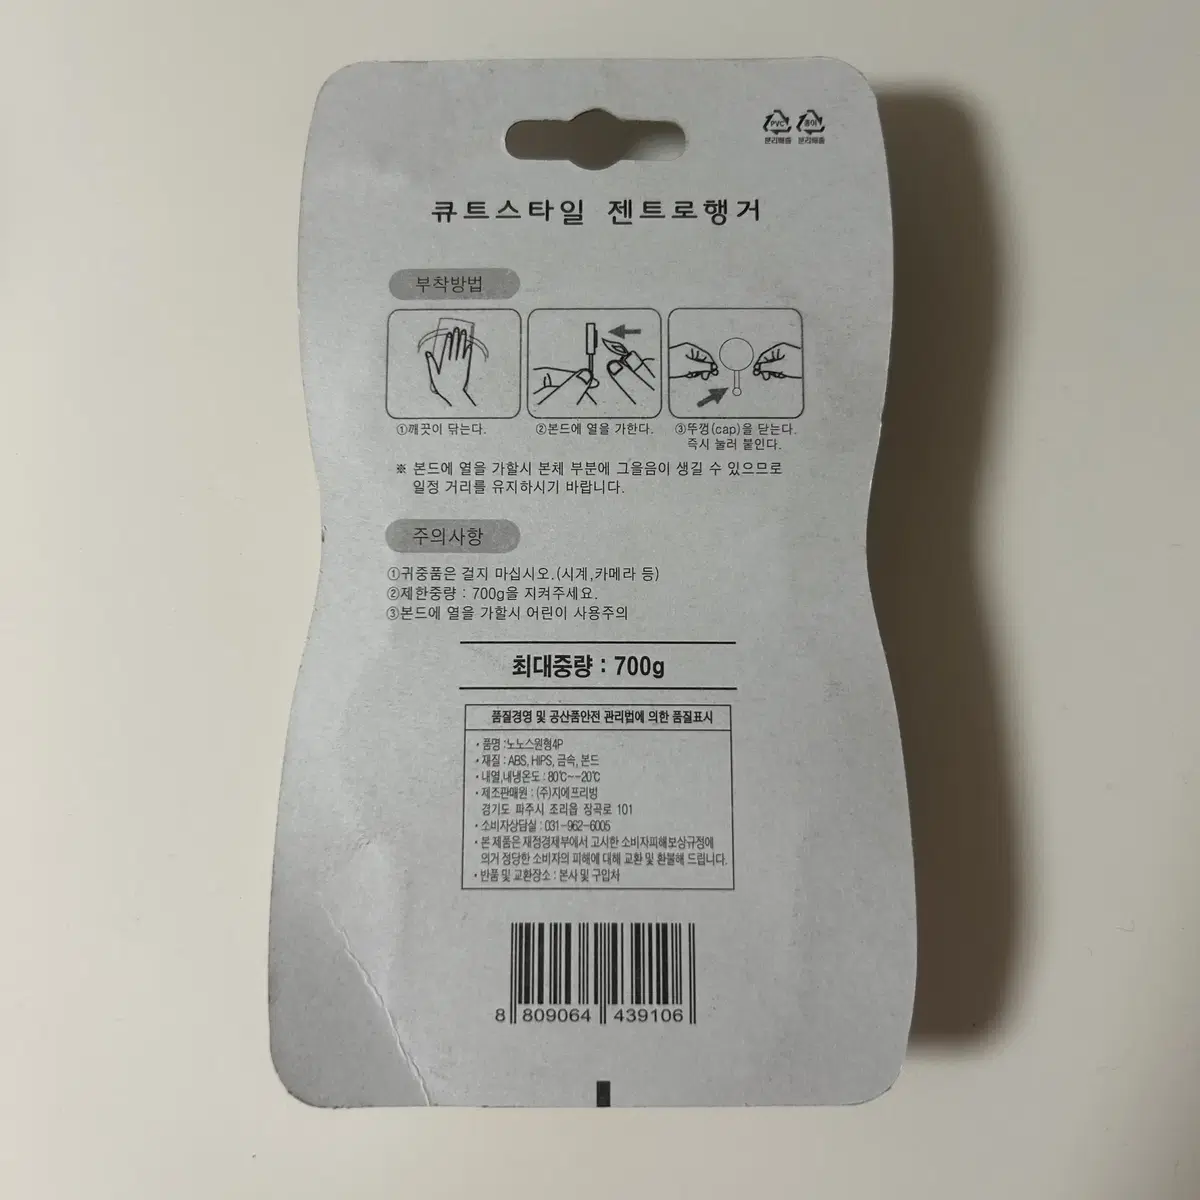 PVC 종이
분리배출 분리배출
큐트스타일 젠트로행거
부착방법
①깨끗이 닦는다.
②본드에 열을 가한다.
③뚜껑(cap)을 닫는다.
즉시 눌러 붙인다.
※ 본드에 열을 가할시 본체 부분에 그을음이 생길 수 있으므로
일정 거리를 유지하시기 바랍니다.
주의사항
①귀중품은 걸지 마십시오.(시계,카메라 등)
②제한중량 : 700g을 지켜주세요.
③본드에 열을 가할시 어린이 사용주의
최대중량 : 700g
품질경영 및 공산품안전 관리법에 의한 품질표시
・품명 :노노스원형4P
・재질 : ABS, HIPS, 금속, 본드
・내열,내냉온도 : 80℃~-20℃
・제조판매원 : (주)지에프리빙
경기도 파주시 조리읍 장곡로 101
・소비자상담실 : 031-962-6005
・본 제품은 재정경제부에서 고시한 소비자피해보상규정에
의거 정당한 소비자의 피해에 대해 교환 및 환불해 드립니다.
・반품 및 교환장소 : 본사 및 구입처
8 809064 439106